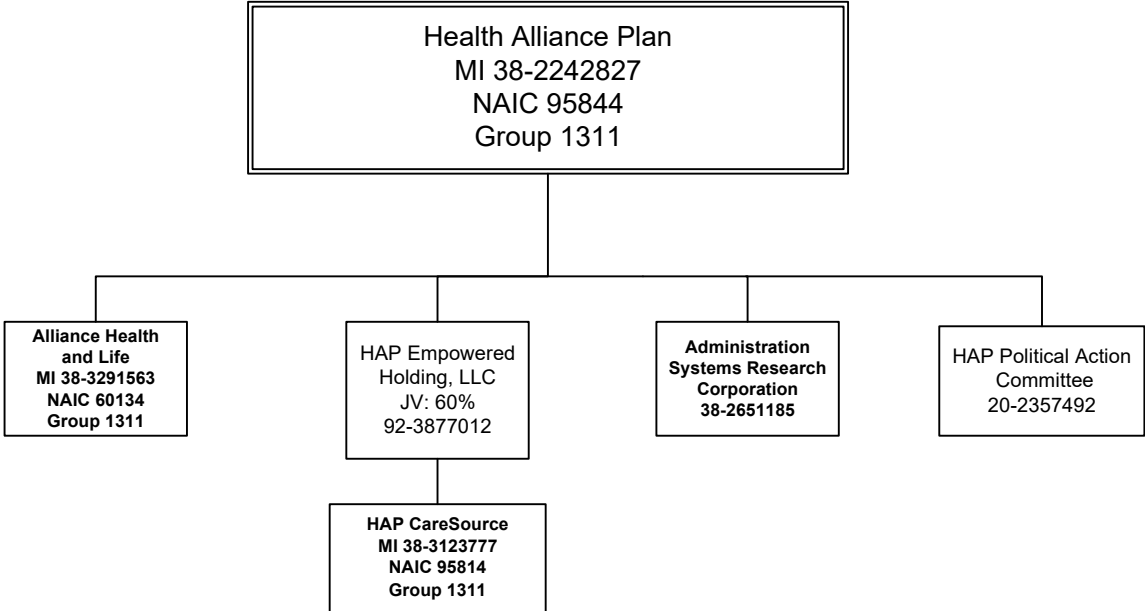 Health Alliance Plan
MI 38-2242827
NAIC 95844
Group 1311
Alliance Health
and Life
MI 38-3291563
NAIC 60134
Group 1311
HAP Empowered
Holding, LLC
JV: 60%
92-3877012
Administration
Systems Research
Corporation
38-2651185
HAP Political Action
Committee
20-2357492
HAP CareSource
MI 38-3123777
NAIC 95814
Group 1311